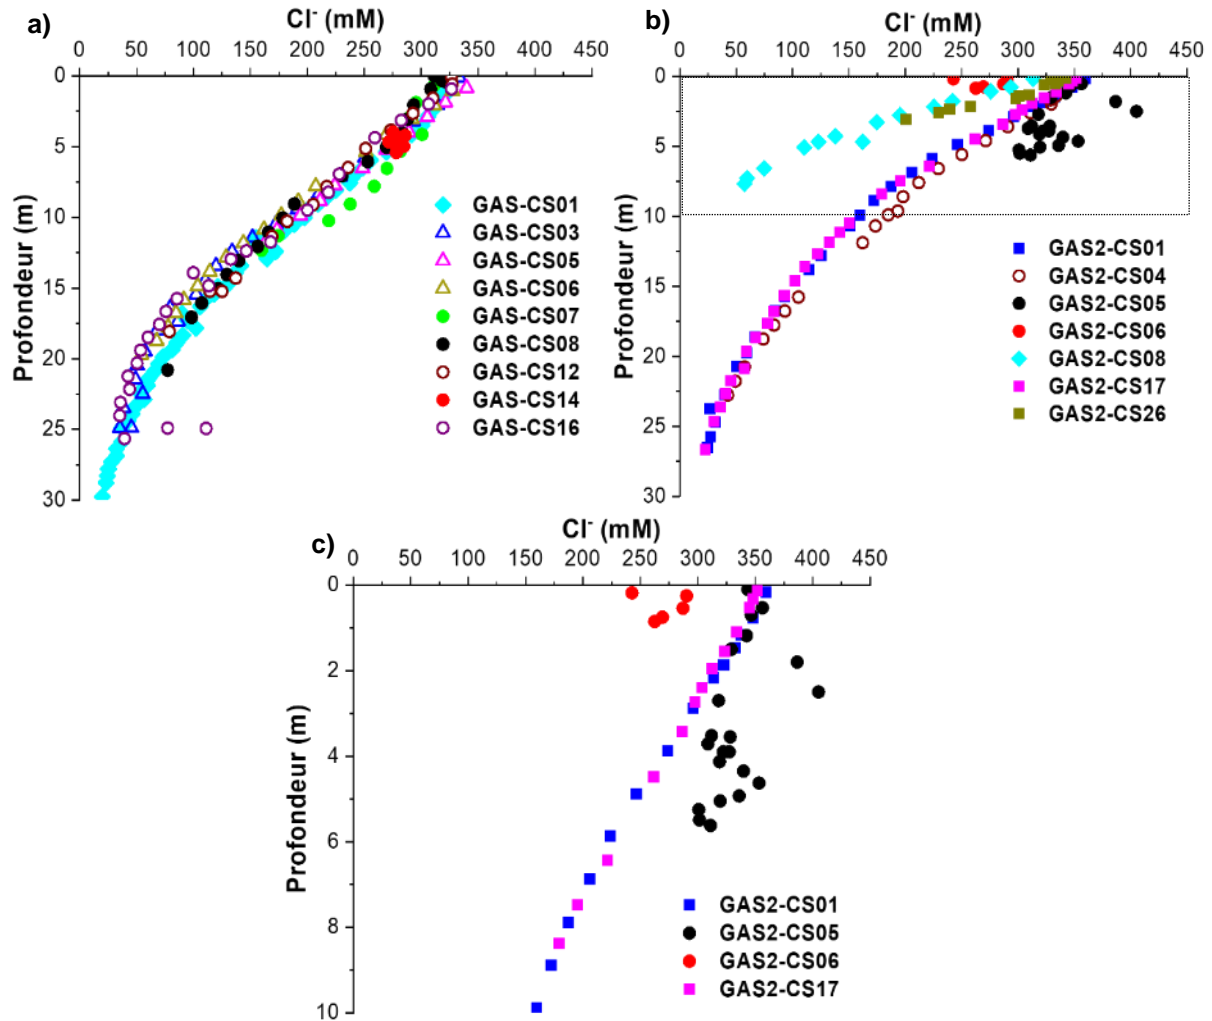 a)
Cl⁻ (mM)
0 50 100 150 200 250 300 350 400 450
0
5
10
15
20
25
30
Profondeur (m)
GAS-CS01
GAS-CS03
GAS-CS05
GAS-CS06
GAS-CS07
GAS-CS08
GAS-CS12
GAS-CS14
GAS-CS16
b)
Cl⁻ (mM)
0 50 100 150 200 250 300 350 400 450
0
5
10
15
20
25
30
Profondeur (m)
GAS2-CS01
GAS2-CS04
GAS2-CS05
GAS2-CS06
GAS2-CS08
GAS2-CS17
GAS2-CS26
c)
Cl⁻ (mM)
0 50 100 150 200 250 300 350 400 450
0
2
4
6
8
10
Profondeur (m)
GAS2-CS01
GAS2-CS05
GAS2-CS06
GAS2-CS17